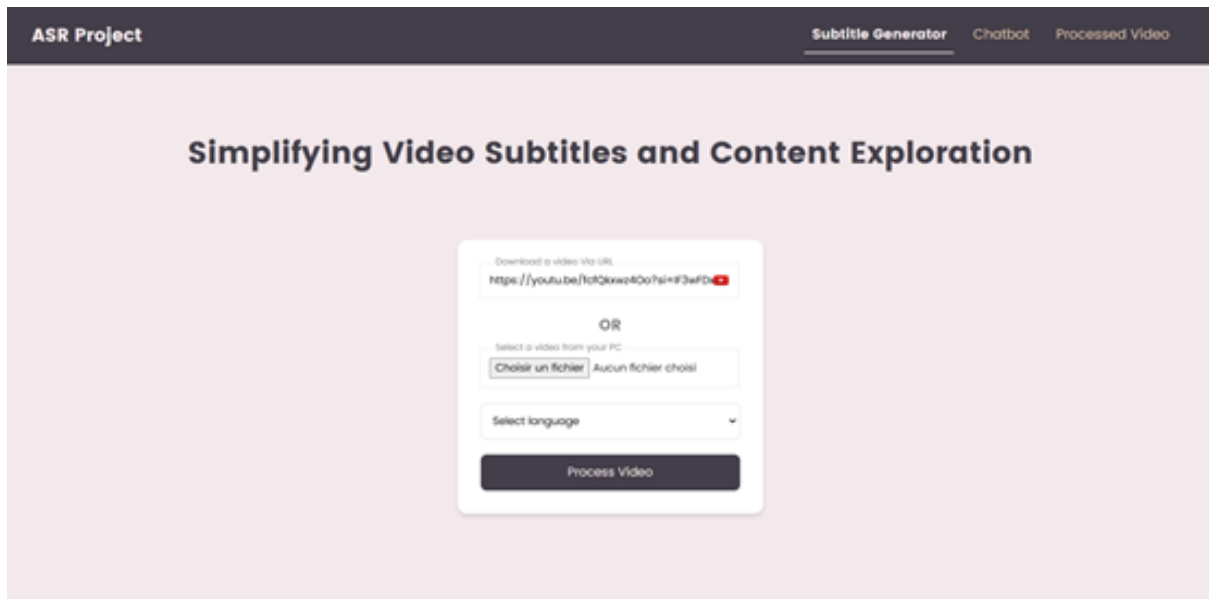 ASR Project
Subtitle Generator Chatbot Processed Video
Simplifying Video Subtitles and Content Exploration
Download a video Via URL
OR
Select a video from your PC
Choisir un fichier Aucun fichier choisi
Select language
Process Video